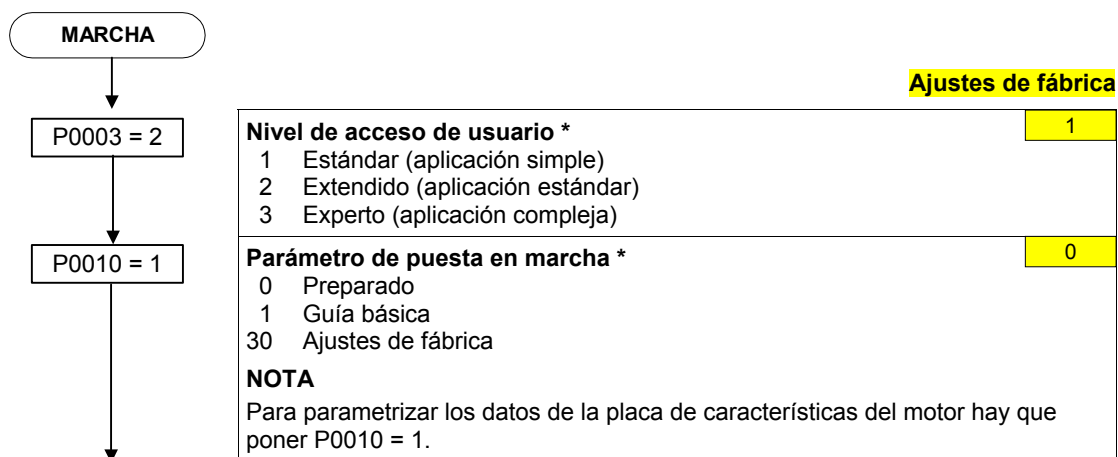 MARCHA
Ajustes de fábrica
P0003 = 2
Nivel de acceso de usuario *
1
1 Estándar (aplicación simple)
2 Extendido (aplicación estándar)
3 Experto (aplicación compleja)
P0010 = 1
Parámetro de puesta en marcha *
0
0 Preparado
1 Guía básica
30 Ajustes de fábrica
NOTA
Para parametrizar los datos de la placa de características del motor hay que
poner P0010 = 1.